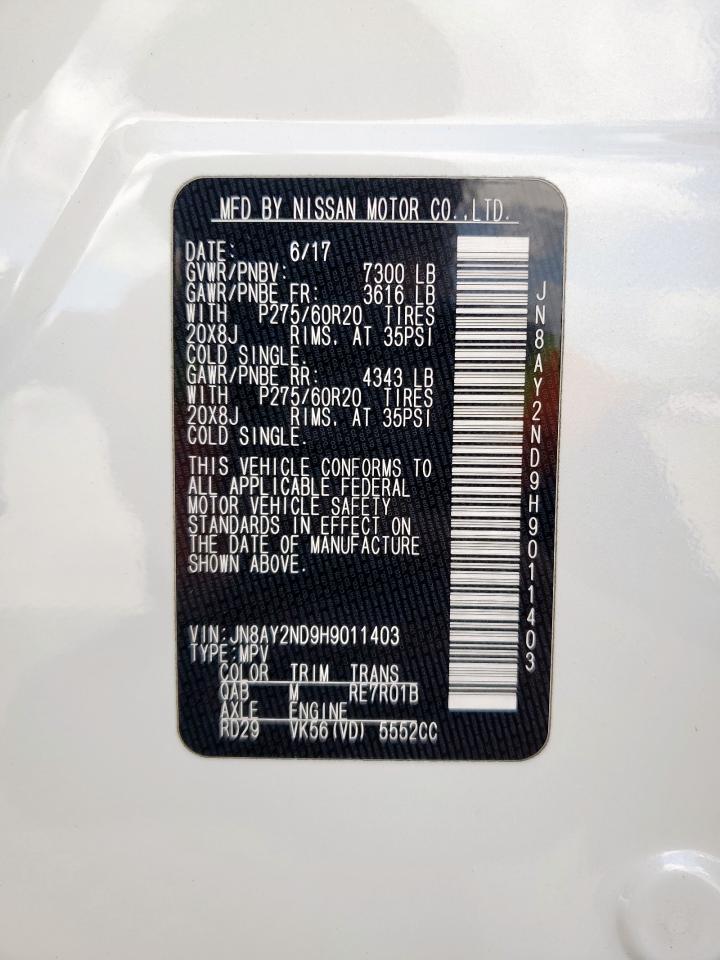 MFD BY NISSAN MOTOR CO.,LTD.
DATE: 6/17
GVWR/PNBV: 7300 LB
GAWR/PNBE FR: 3616 LB
WITH P275/60R20 TIRES
20X8J RIMS, AT 35PSI
COLD SINGLE.
GAWR/PNBE RR: 4343 LB
WITH P275/60R20 TIRES
20X8J RIMS, AT 35PSI
COLD SINGLE.
THIS VEHICLE CONFORMS TO
ALL APPLICABLE FEDERAL
MOTOR VEHICLE SAFETY
STANDARDS IN EFFECT ON
THE DATE OF MANUFACTURE
SHOWN ABOVE.
VIN:JN8AY2ND9H9011403
TYPE:MPV
COLOR TRIM TRANS
QAB M RE7R01B
AXLE ENGINE
RD29 VK56(VD) 5552CC
JN8AY2ND9H9011403